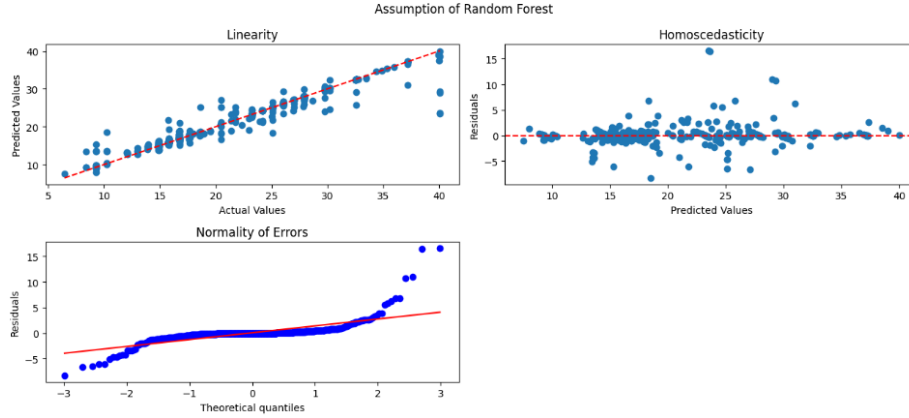 Assumption of Random Forest
Linearity
Predicted Values
40
30
20
10
5 10 15 20 25 30 35 40
Actual Values
Homoscedasticity
Residuals
15
10
5
0
−5
10 15 20 25 30 35 40
Predicted Values
Normality of Errors
Residuals
15
10
5
0
−5
−3 −2 −1 0 1 2 3
Theoretical quantiles